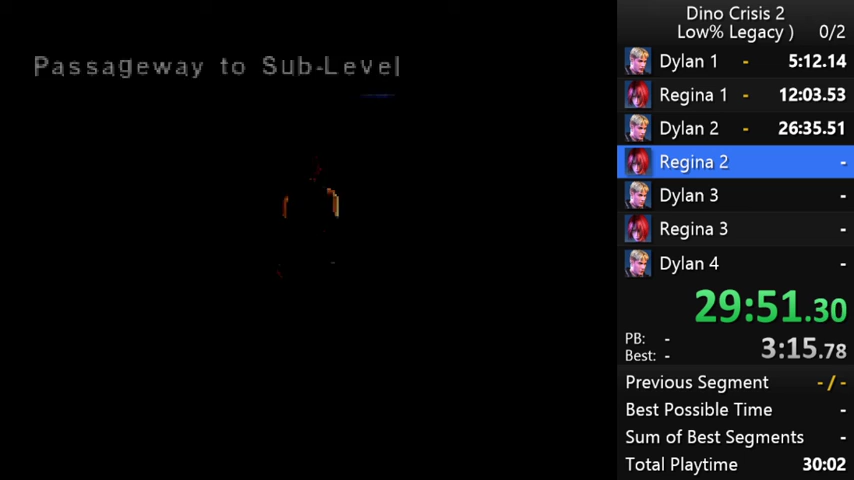 Passageway to Sub-Level
Dino Crisis 2
Low% Legacy ) 0/2
Dylan 1 - 5:12.14
Regina 1 - 12:03.53
Dylan 2 - 26:35.51
Regina 2 -
Dylan 3 -
Regina 3 -
Dylan 4 -
29:51.30
PB: -
Best: -
3:15.78
Previous Segment - / -
Best Possible Time -
Sum of Best Segments -
Total Playtime 30:02